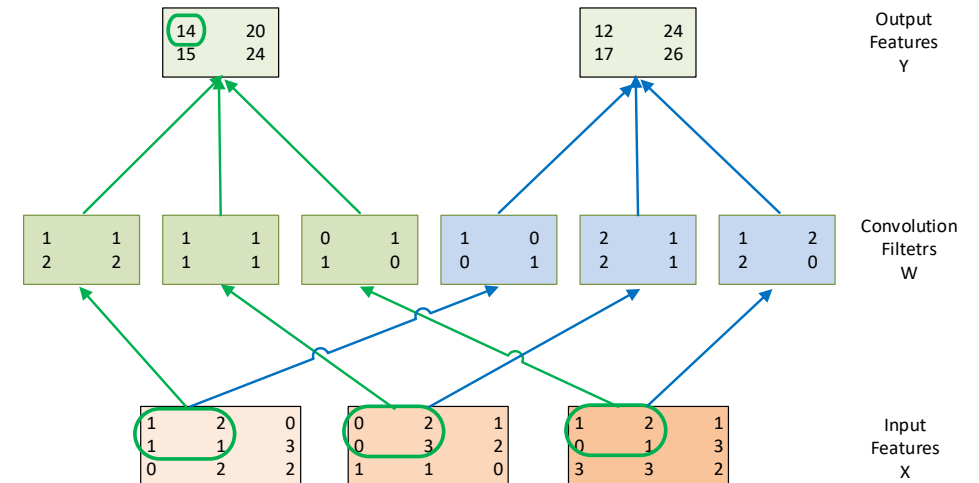 14 20
15 24
12 24
17 26
Output
Features
Y
1 1
2 2
1 1
1 1
0 1
1 0
1 0
0 1
2 1
2 1
1 2
2 0
Convolution
Filtetrs
W
1 2 0
1 1 3
0 2 2
0 2 1
0 3 2
1 1 0
1 2 1
0 1 3
3 3 2
Input
Features
X